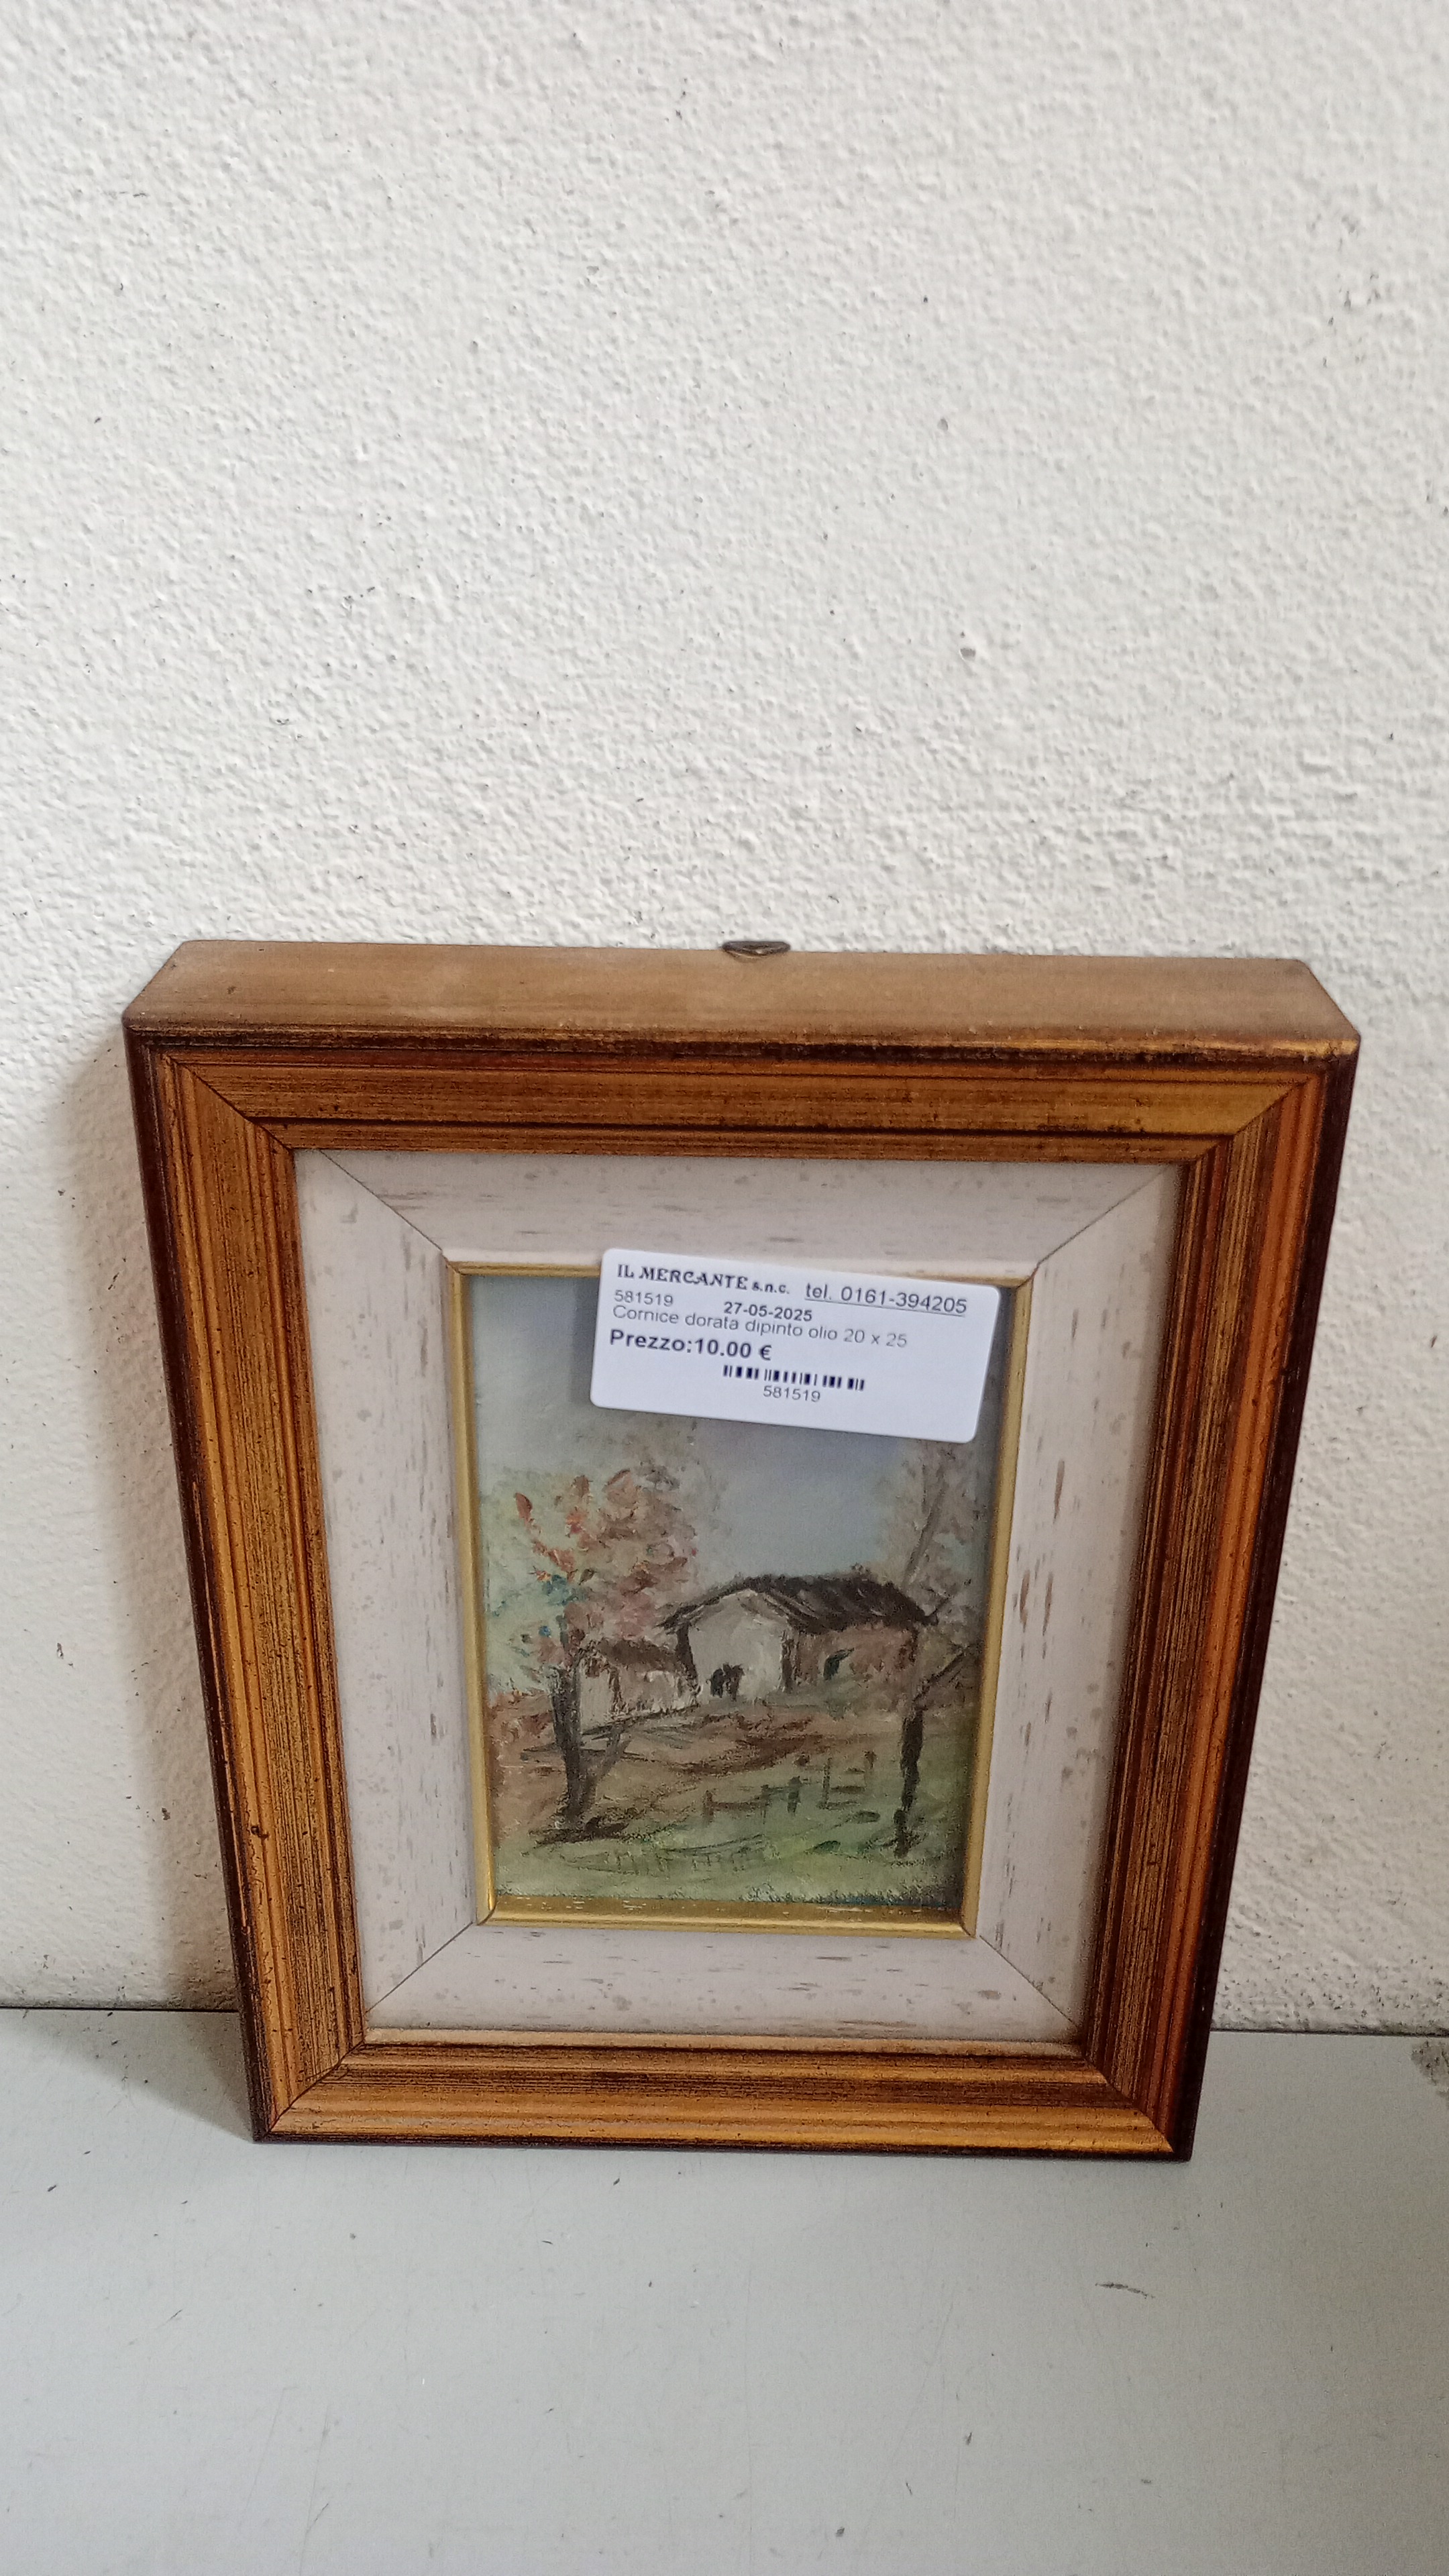 IL MERCANTE s.n.c. tel. 0161-394205
581519 27-05-2025
Cornice dorata dipinto olio 20 x 25
Prezzo:10.00 €
581519